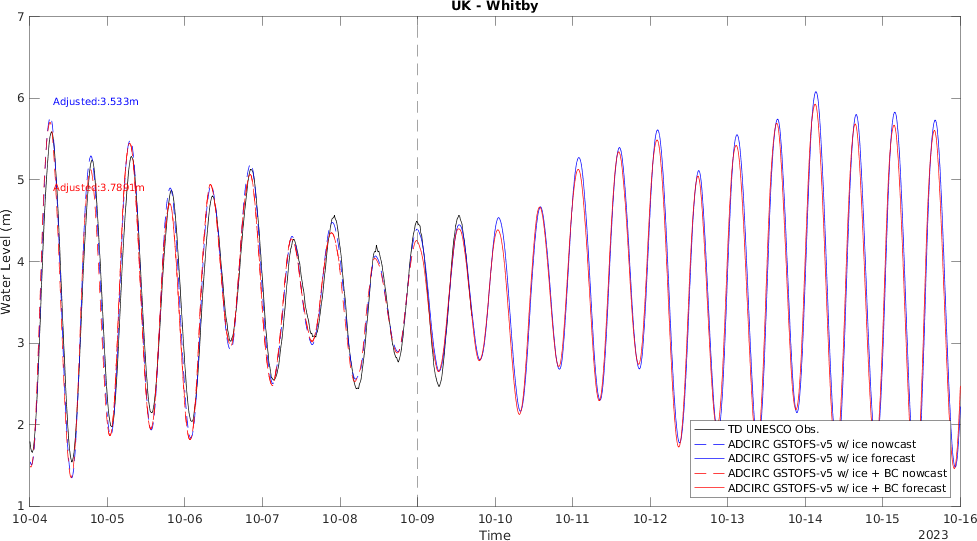 UK - Whitby
7
6
5
4
3
2
1
Water Level (m)
Adjusted:3.533m
Adjusted:3.7891m
TD UNESCO Obs.
ADCIRC GSTOFS-v5 w/ ice nowcast
ADCIRC GSTOFS-v5 w/ ice forecast
ADCIRC GSTOFS-v5 w/ ice + BC nowcast
ADCIRC GSTOFS-v5 w/ ice + BC forecast
10-04 10-05 10-06 10-07 10-08 10-09 10-10 10-11 10-12 10-13 10-14 10-15 10-16
Time
2023